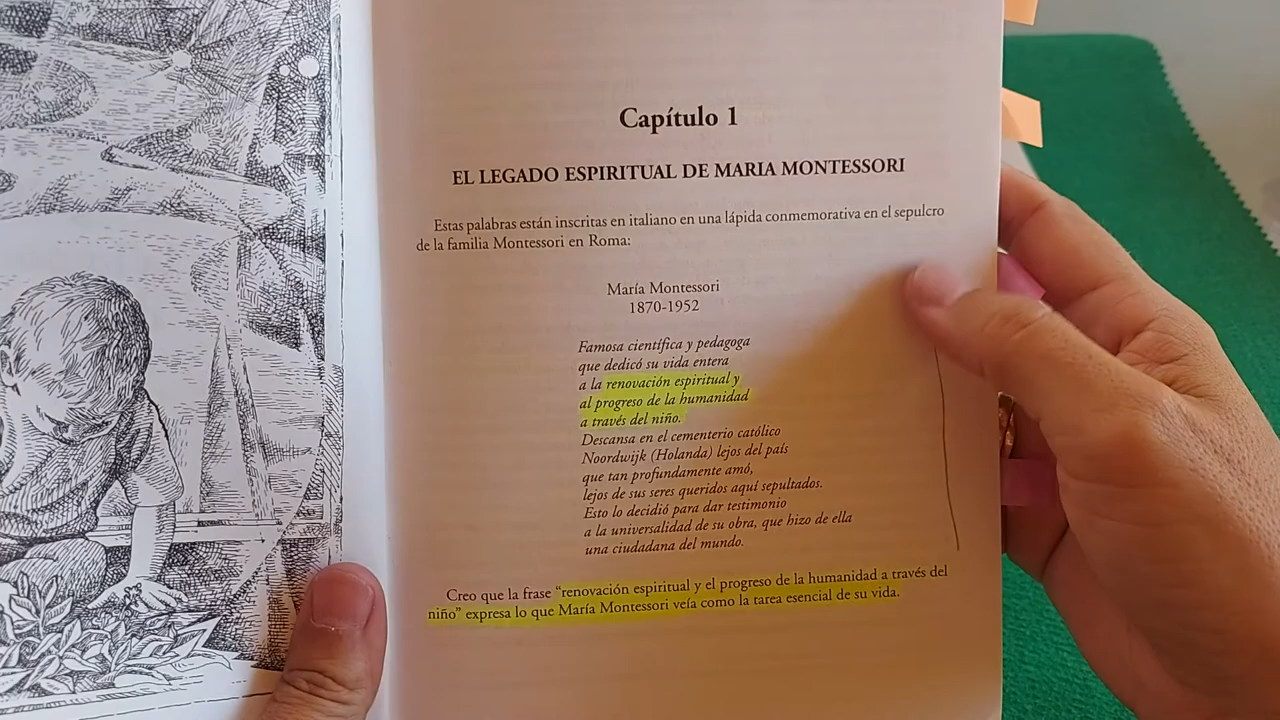 Capítulo 1
EL LEGADO ESPIRITUAL DE MARIA MONTESSORI
Estas palabras están inscritas en italiano en una lápida conmemorativa en el sepulcro
de la familia Montessori en Roma:
María Montessori
1870-1952
Famosa científica y pedagoga
que dedicó su vida entera
a la renovación espiritual y
al progreso de la humanidad
a través del niño.
Descansa en el cementerio católico
Noordwijk (Holanda) lejos del país
que tan profundamente amó,
lejos de sus seres queridos aquí sepultados.
Esto lo decidió para dar testimonio
a la universalidad de su obra, que hizo de ella
una ciudadana del mundo.
Creo que la frase “renovación espiritual y el progreso de la humanidad a través del
niño” expresa lo que María Montessori veía como la tarea esencial de su vida.